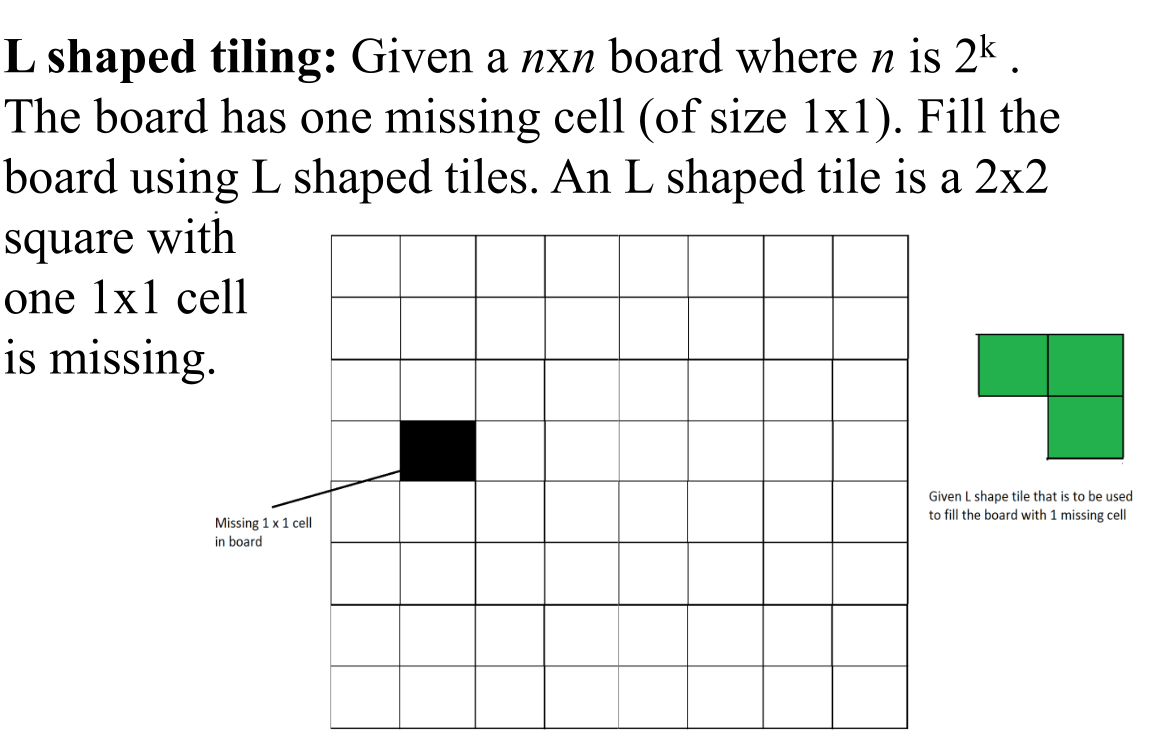 L shaped tiling: Given a nxn board where n is 2ᵏ .
The board has one missing cell (of size 1x1). Fill the
board using L shaped tiles. An L shaped tile is a 2x2
square with
one 1x1 cell
is missing.
Missing 1 x 1 cell
in board
Given L shape tile that is to be used
to fill the board with 1 missing cell